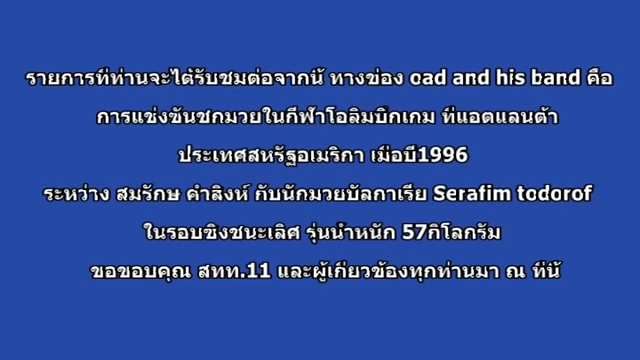 รายการที่ท่านจะได้รับชมต่อจากนี้ ทางช่อง oad and his band คือ
การแข่งขันชกมวยในกีฬาโอลิมปิกเกม ที่แอตแลนต้า
ประเทศสหรัฐอเมริกา เมื่อปี1996
ระหว่าง สมรักษ คำสิงห์ กับนักมวยบัลกาเรีย Serafim todorof
ในรอบชิงชนะเลิศ รุ่นน้ำหนัก 57กิโลกรัม
ขอขอบคุณ สทท.11 และผู้เกี่ยวข้องทุกท่านมา ณ ที่นี้